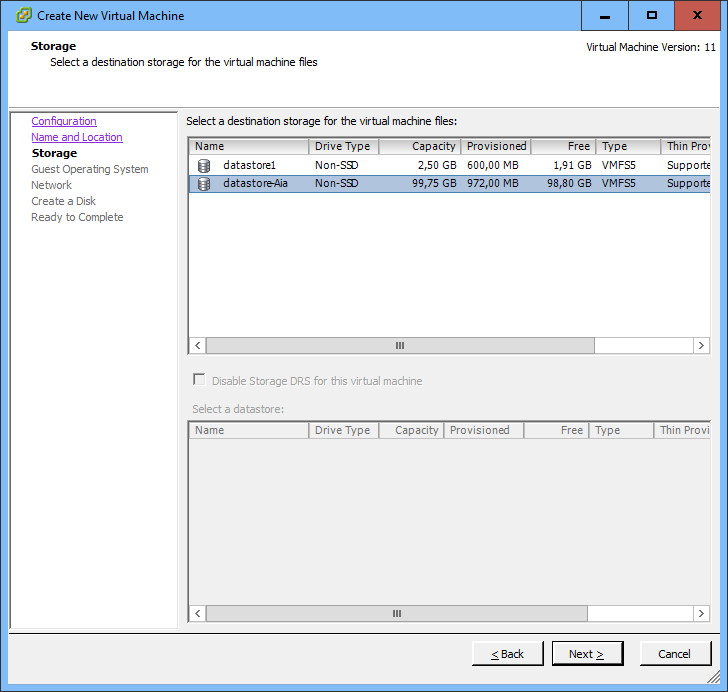 Create New Virtual Machine
Storage
Select a destination storage for the virtual machine files
Virtual Machine Version: 11
Configuration
Name and Location
Storage
Guest Operating System
Network
Create a Disk
Ready to Complete
Select a destination storage for the virtual machine files:
Name Drive Type Capacity Provisioned Free Type Thin Prov
datastore1 Non-SSD 2,50 GB 600,00 MB 1,91 GB VMFS5 Supporte
datastore-Aia Non-SSD 99,75 GB 972,00 MB 98,80 GB VMFS5 Supporte
Disable Storage DRS for this virtual machine
Select a datastore:
Name Drive Type Capacity Provisioned Free Type Thin Provi
< Back
Next >
Cancel